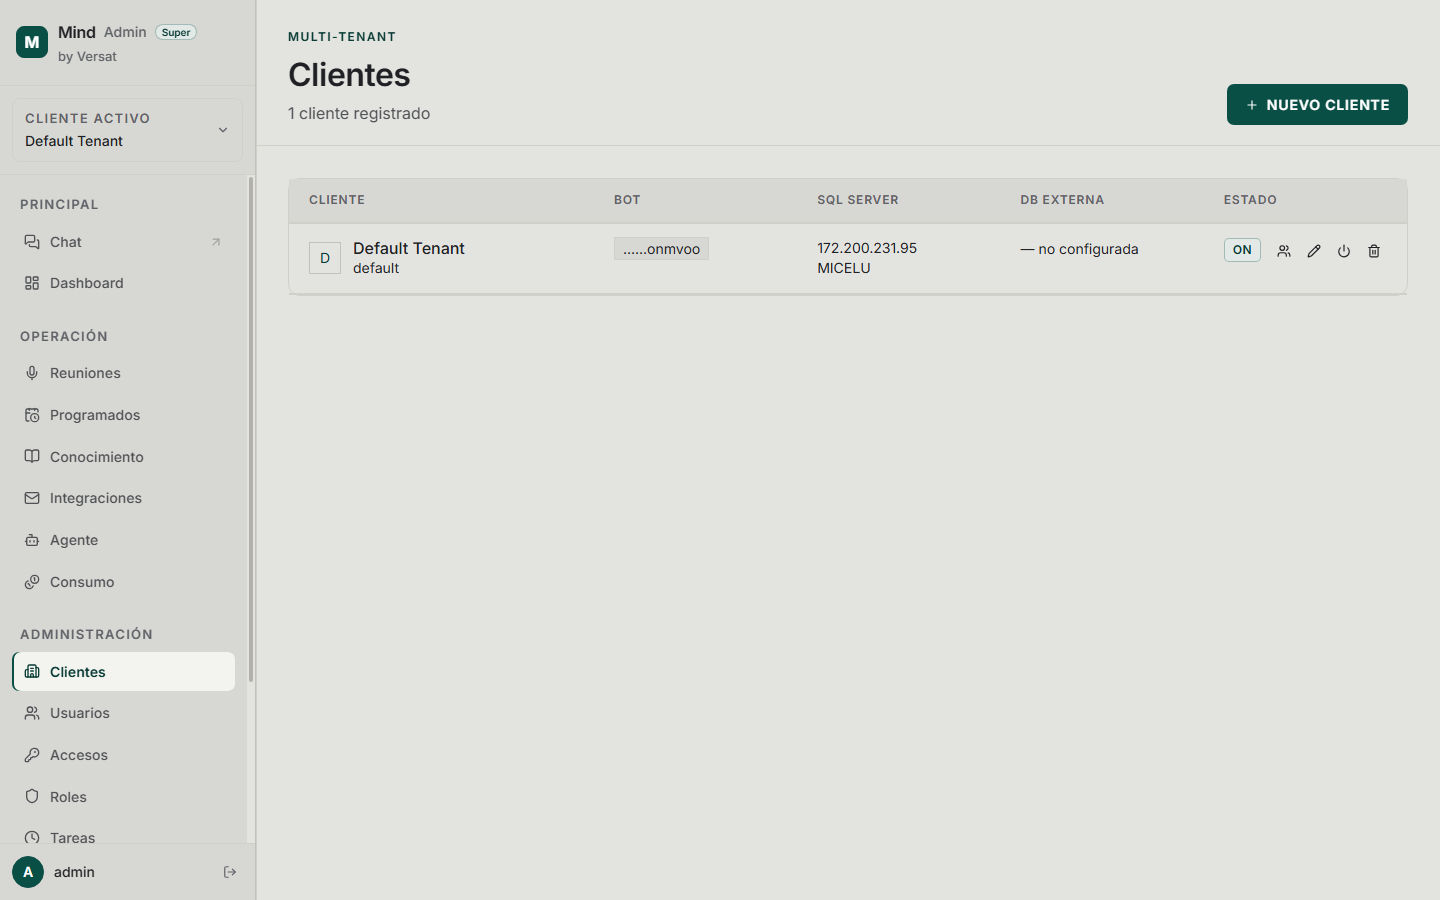 M
Mind Admin Super
by Versat
CLIENTE ACTIVO
Default Tenant
PRINCIPAL
Chat
Dashboard
OPERACIÓN
Reuniones
Programados
Conocimiento
Integraciones
Agente
Consumo
ADMINISTRACIÓN
Clientes
Usuarios
Accesos
Roles
Tareas
A admin
MULTI-TENANT
Clientes
1 cliente registrado
+ NUEVO CLIENTE
CLIENTE BOT SQL SERVER DB EXTERNA ESTADO
D Default Tenant ......onmvoo 172.200.231.95 — no configurada ON
default MICELU